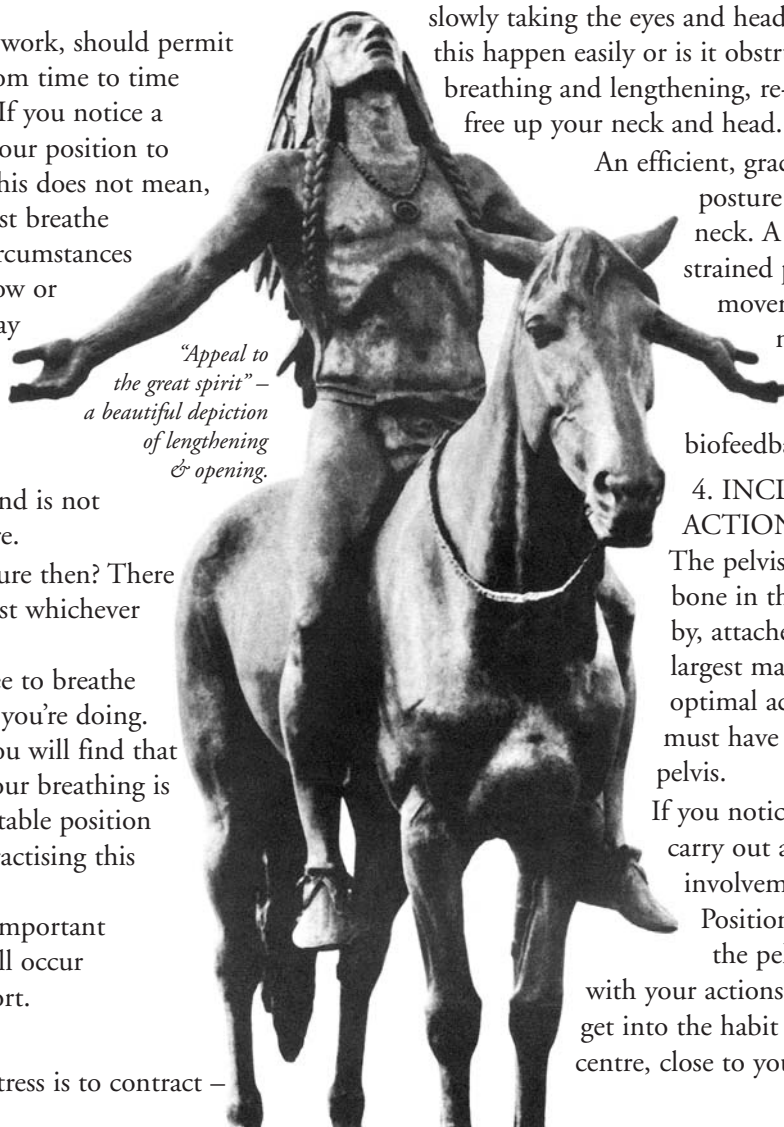 work, should permit
om time to time
If you notice a
our position to
his does not mean,
st breathe
rcumstances
ow or
ay
nd is not
re.
ure then? There
st whichever
e to breathe
you’re doing.
ou will find that
our breathing is
table position
actising this
mportant
ll occur
ort.
tress is to contract –
“Appeal to
the great spirit” –
a beautiful depiction
of lengthening
& opening.
slowly taking the eyes and head
this happen easily or is it obstr
breathing and lengthening, re-
free up your neck and head.
An efficient, grac
posture
neck. A
strained p
movem
n
biofeedba
4. INCL
ACTION
The pelvis
bone in th
by, attache
largest ma
optimal ac
must have
pelvis.
If you notic
carry out a
involvem
Position
the pel
with your actions
get into the habit
centre, close to you